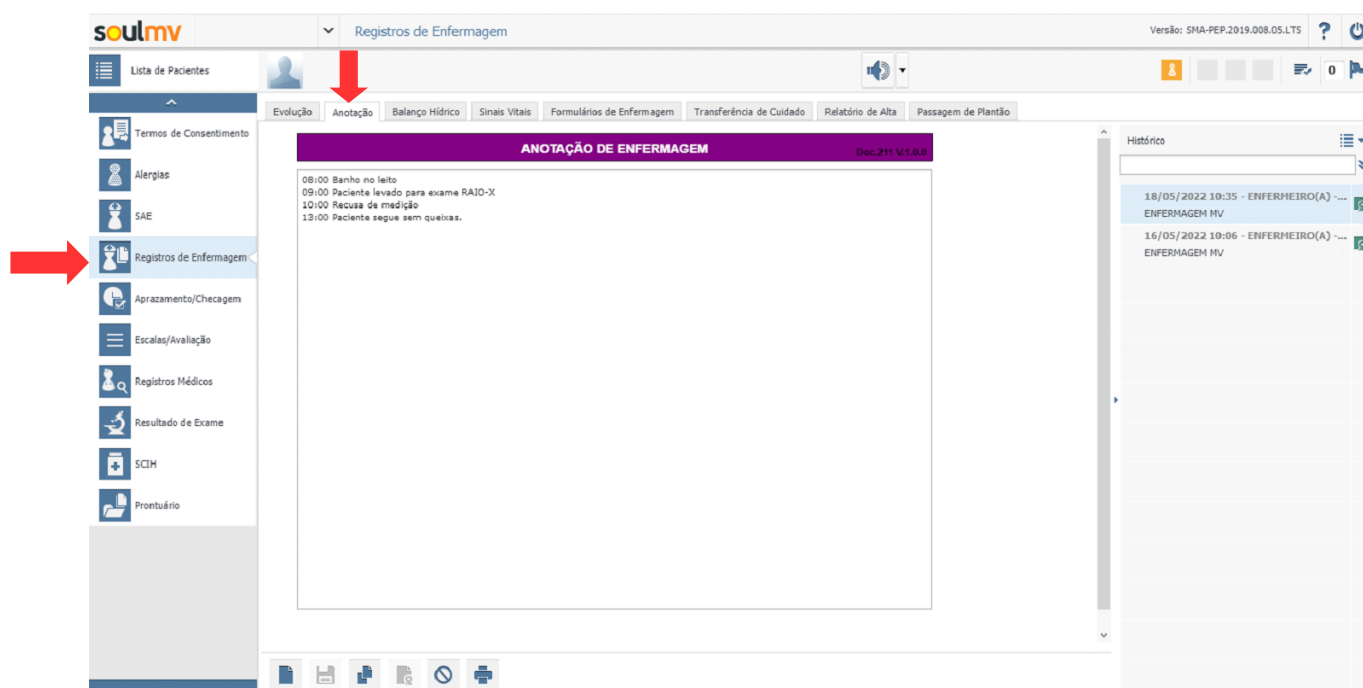 soulmv
Registros de Enfermagem
Versão: SMA-PEP.2019.008.05.LTS
?
Lista de Pacientes
0
Evolução
Anotação
Balanço Hídrico
Sinais Vitais
Formulários de Enfermagem
Transferência de Cuidado
Relatório de Alta
Passagem de Plantão
Termos de Consentimento
Alergias
SAE
Registros de Enfermagem
Aprazamento/Checagem
Escalas/Avaliação
Registros Médicos
Resultado de Exame
SCIH
Prontuário
ANOTAÇÃO DE ENFERMAGEM
Doc.211 V.1.0.0
08:00 Banho no leito
09:00 Paciente levado para exame RAIO-X
10:00 Recusa de medição
13:00 Paciente segue sem queixas.
Histórico
18/05/2022 10:35 - ENFERMEIRO(A) -...
ENFERMAGEM MV
16/05/2022 10:06 - ENFERMEIRO(A) -...
ENFERMAGEM MV